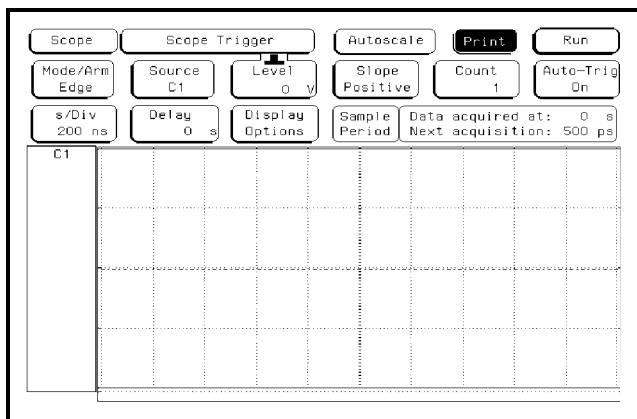 Scope Scope Trigger Autoscale Print Run
Mode/Arm Source Level Slope Count Auto-Trig
Edge C1 0 V Positive 1 On
s/Div Delay Display Sample Data acquired at: 0 s
200 ns 0 s Options Period Next acquisition: 500 ps
C1